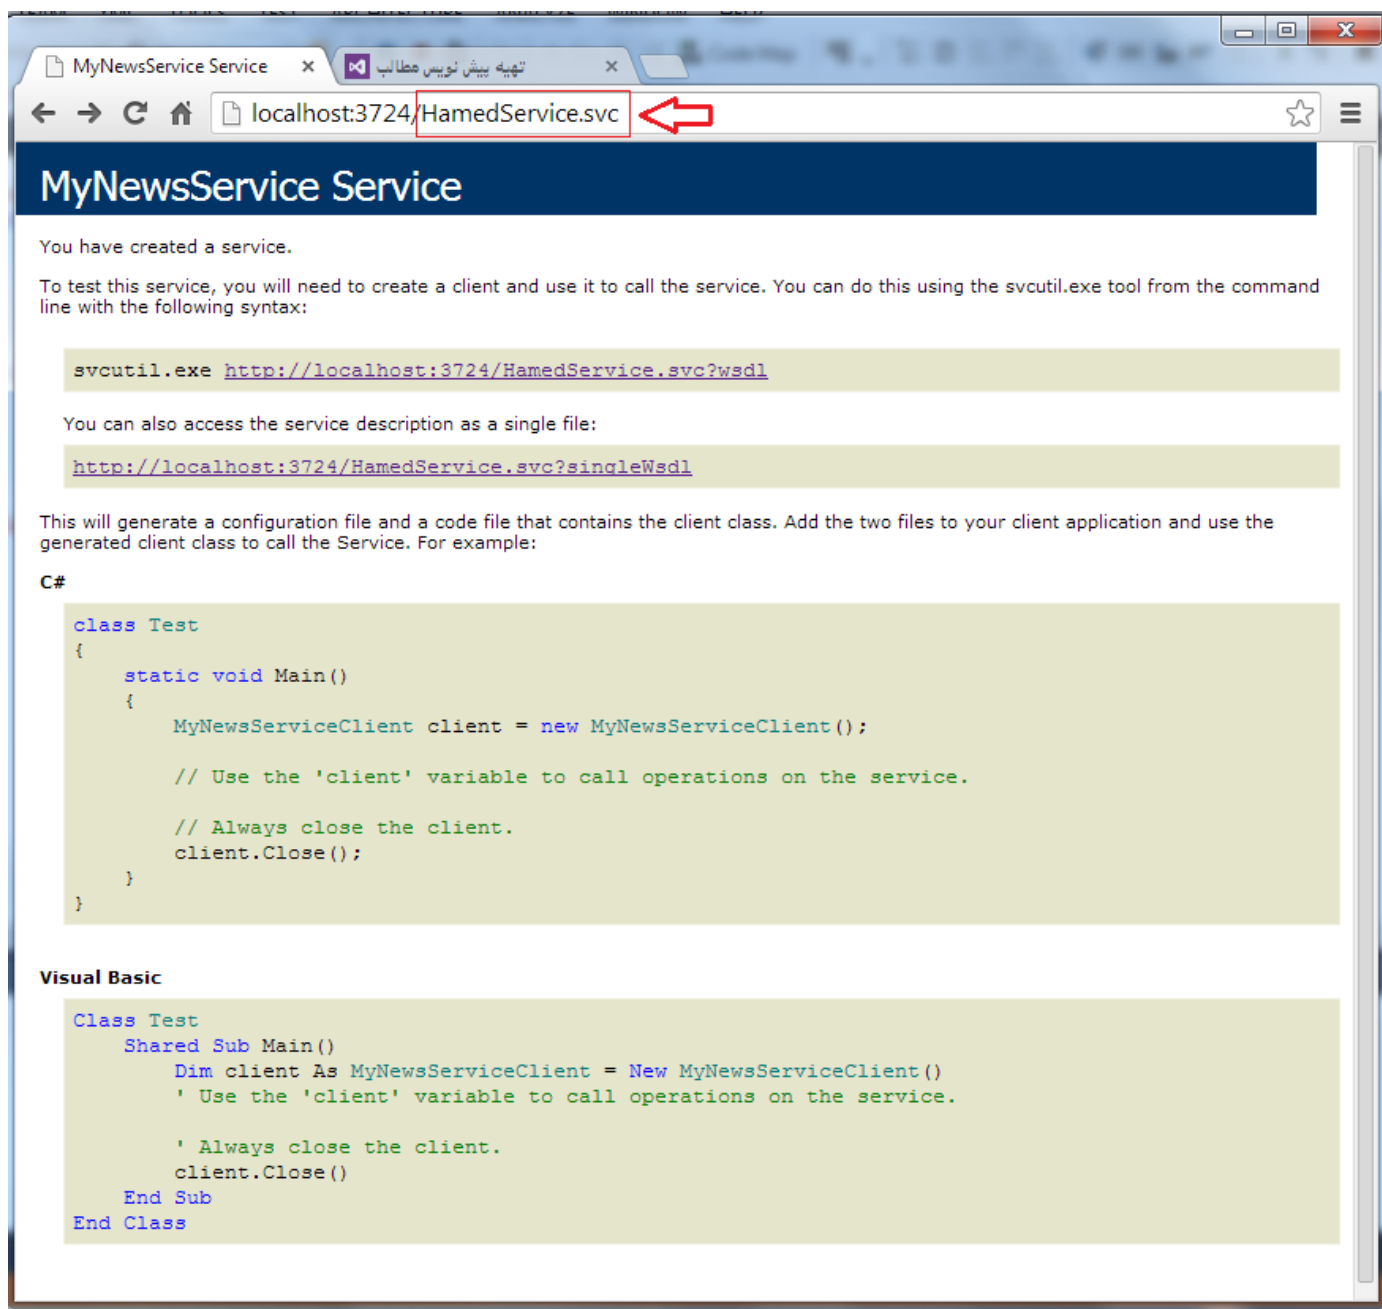 MyNewsService Service
تهیه پیش نویس مطالب
localhost:3724/HamedService.svc
MyNewsService Service
You have created a service.
To test this service, you will need to create a client and use it to call the service. You can do this using the svcutil.exe tool from the command
line with the following syntax:
svcutil.exe http://localhost:3724/HamedService.svc?wsdl
You can also access the service description as a single file:
http://localhost:3724/HamedService.svc?singleWsdl
This will generate a configuration file and a code file that contains the client class. Add the two files to your client application and use the
generated client class to call the Service. For example:
C#
class Test
{
static void Main()
{
MyNewsServiceClient client = new MyNewsServiceClient();
// Use the 'client' variable to call operations on the service.
// Always close the client.
client.Close();
}
}
Visual Basic
Class Test
Shared Sub Main()
Dim client As MyNewsServiceClient = New MyNewsServiceClient()
' Use the 'client' variable to call operations on the service.
' Always close the client.
client.Close()
End Sub
End Class